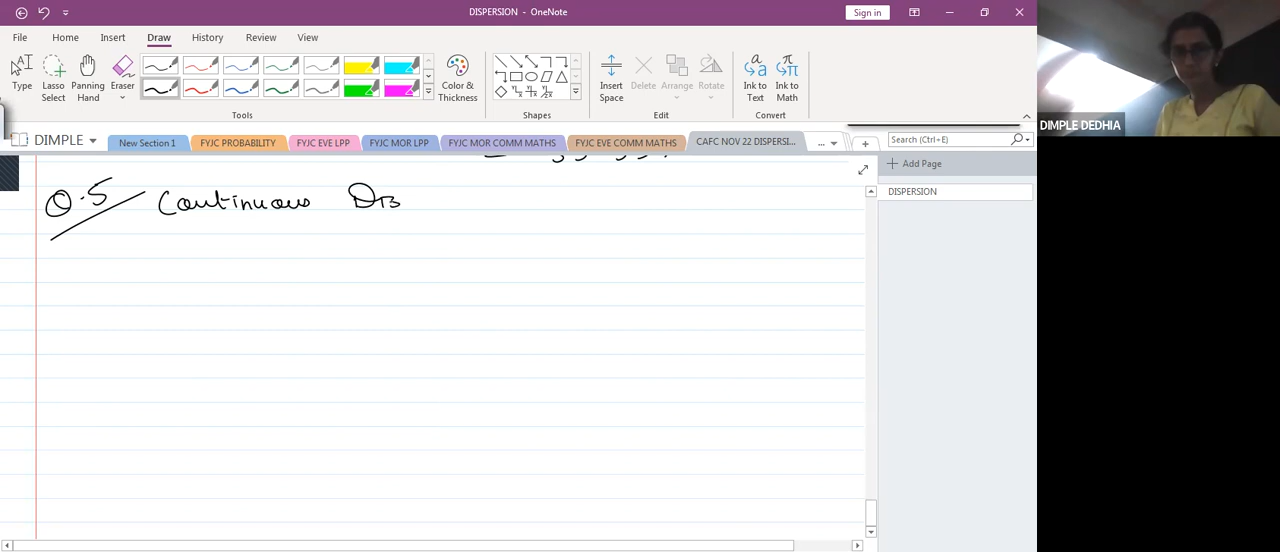 DISPERSION - OneNote
Sign in
File Home Insert Draw History Review View
Type
Lasso Select
Panning Hand
Eraser
Color & Thickness
Insert Space
Delete
Arrange
Rotate
Ink to Text
Ink to Math
Tools
Shapes
Edit
Convert
DIMPLE DEDHIA
DIMPLE
New Section 1
FYJC PROBABILITY
FYJC EVE LPP
FYJC MOR LPP
FYJC MOR COMM MATHS
FYJC EVE COMM MATHS
CAFC NOV 22 DISPERSI...
...
Search (Ctrl+E)
Add Page
DISPERSION
Q.5 Continuous Dis